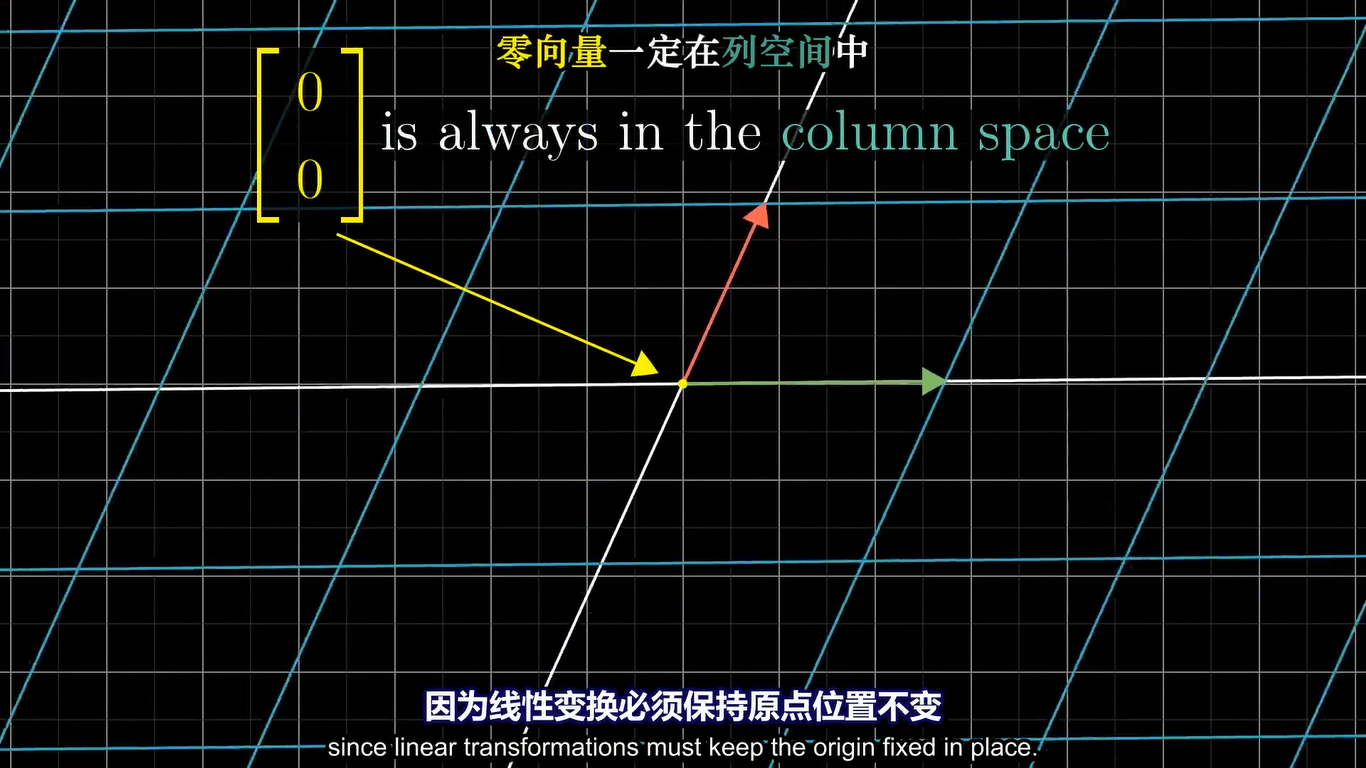 零向量一定在列空间中
0
0
is always in the column space
因为线性变换必须保持原点位置不变
since linear transformations must keep the origin fixed in place.